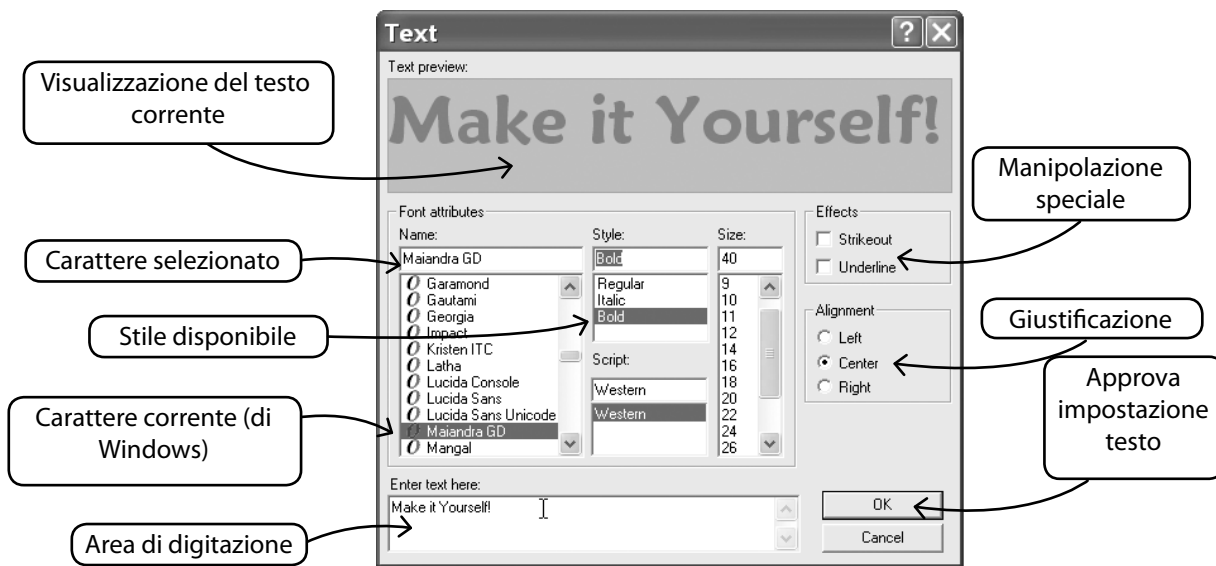 Text
Text preview:
Make it Yourself!
Visualizzazione del testo
corrente
Manipolazione
speciale
Font attributes
Name:
Style:
Size:
Maiandra GD
Bold
40
Carattere selezionato
Garamond
Gautami
Georgia
Impact
Kristen ITC
Latha
Lucida Console
Lucida Sans
Lucida Sans Unicode
Maiandra GD
Mangal
Regular
Italic
Bold
Stile disponibile
Script:
Western
Western
9
10
11
12
14
16
18
20
22
24
26
Carattere corrente (di
Windows)
Effects
Strikeout
Underline
Alignment
Left
Center
Right
Giustificazione
Approva
impostazione
testo
Enter text here:
Make it Yourself!
Area di digitazione
OK
Cancel